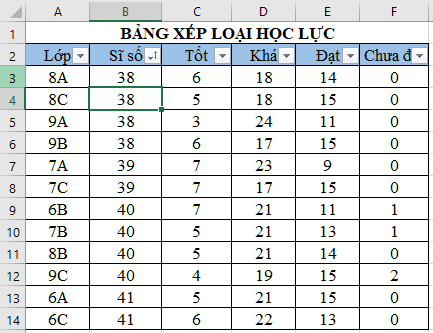 A B C D E F
1 BẢNG XẾP LOẠI HỌC LỰC
2 Lớp Sĩ số Tốt Khá Đạt Chưa đ
3 8A 38 6 18 14 0
4 8C 38 5 18 15 0
5 9A 38 3 24 11 0
6 9B 38 6 17 15 0
7 7A 39 7 23 9 0
8 7C 39 7 17 15 0
9 6B 40 7 21 11 1
10 7B 40 5 21 13 1
11 8B 40 5 21 14 0
12 9C 40 4 19 15 2
13 6A 41 5 21 15 0
14 6C 41 6 22 13 0